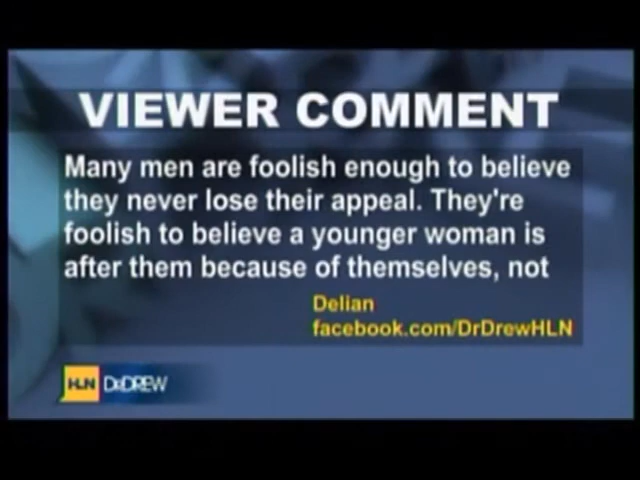 VIEWER COMMENT
Many men are foolish enough to believe
they never lose their appeal. They're
foolish to believe a younger woman is
after them because of themselves, not
Delian
facebook.com/DrDrewHLN
HLN DrDREW